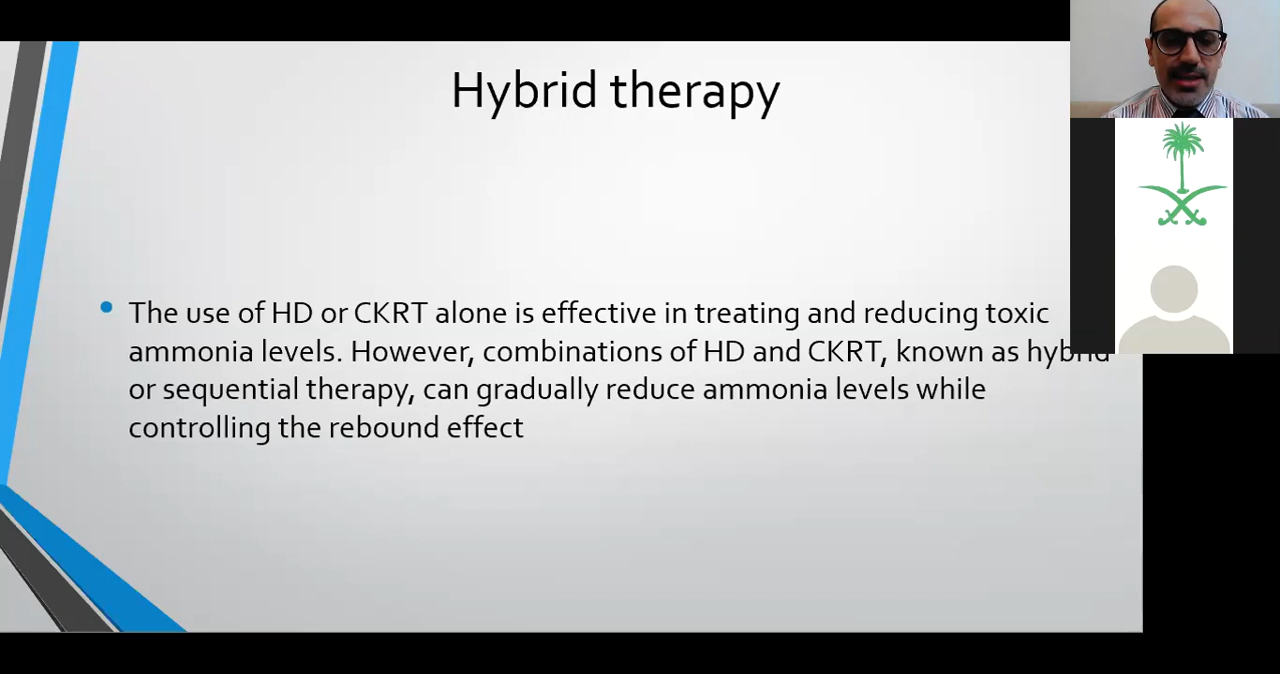 Hybrid therapy
• The use of HD or CKRT alone is effective in treating and reducing toxic
ammonia levels. However, combinations of HD and CKRT, known as hybrid
or sequential therapy, can gradually reduce ammonia levels while
controlling the rebound effect